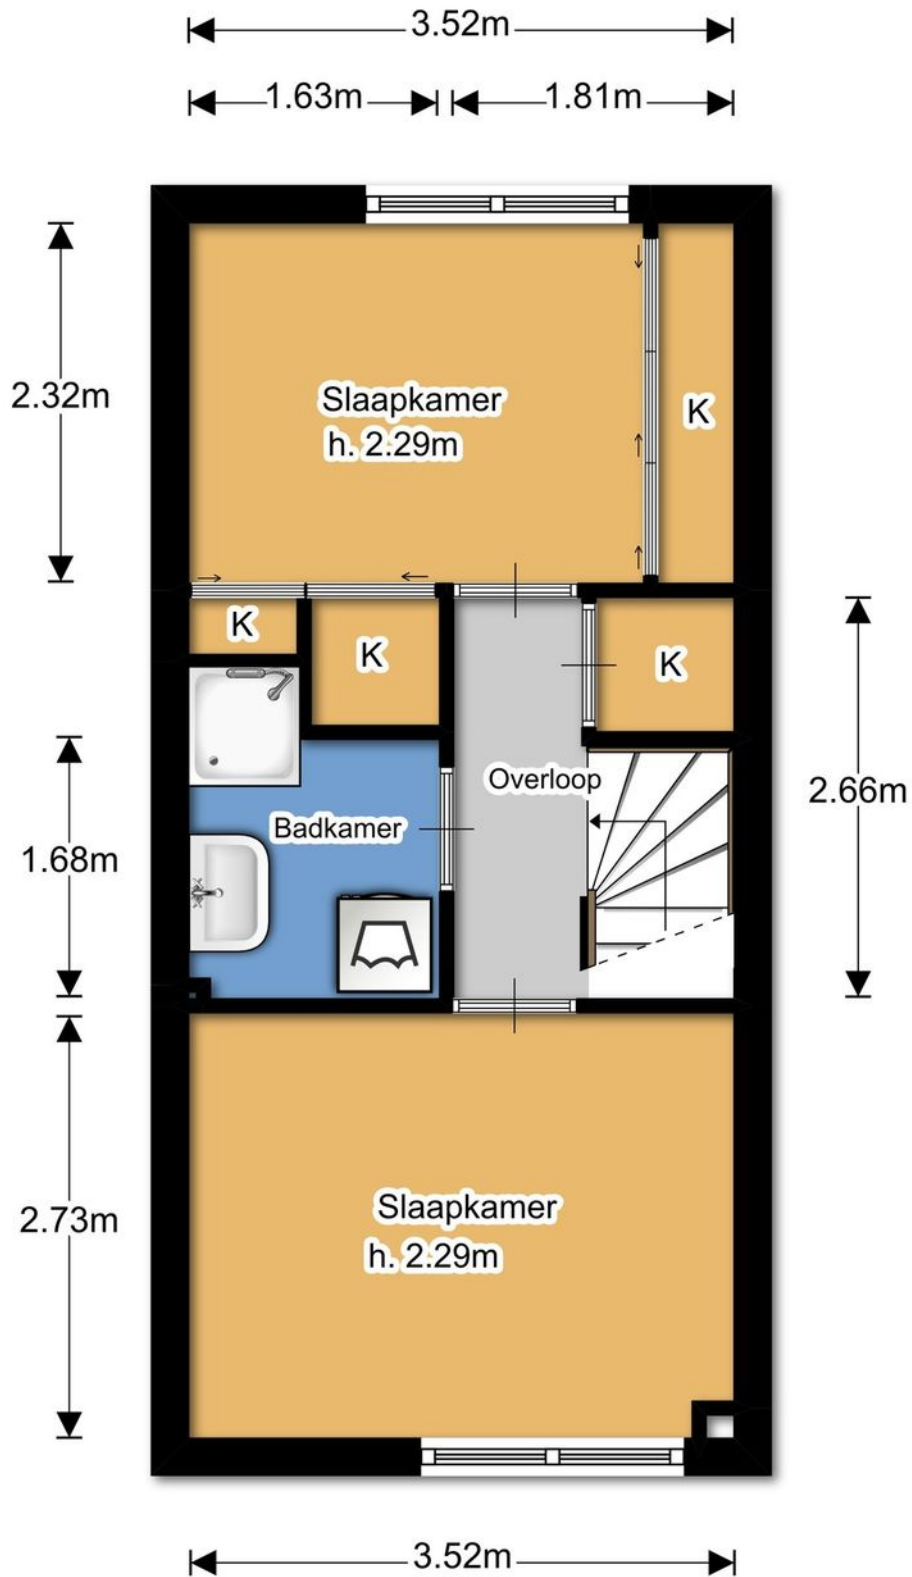 3.52m
1.63m
1.81m
2.32m
Slaapkamer
h. 2.29m
K
K
K
K
Overloop
2.66m
Badkamer
1.68m
2.73m
Slaapkamer
h. 2.29m
3.52m